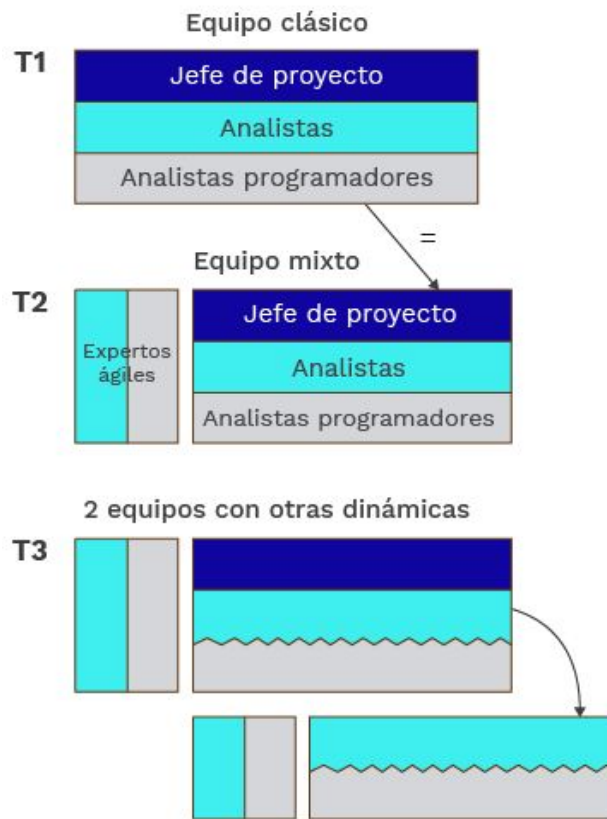 Equipo clásico
T1
Jefe de proyecto
Analistas
Analistas programadores
=
Equipo mixto
T2
Expertos
ágiles
Jefe de proyecto
Analistas
Analistas programadores
2 equipos con otras dinámicas
T3